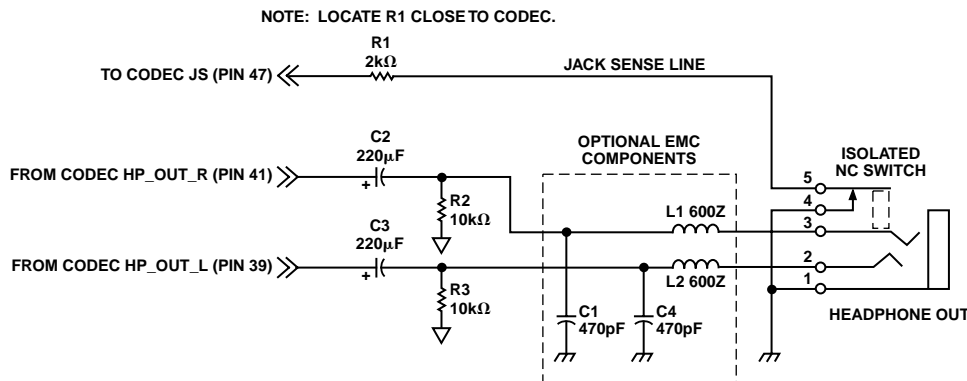 NOTE: LOCATE R1 CLOSE TO CODEC.
R1
2kΩ
TO CODEC JS (PIN 47)
JACK SENSE LINE
C2
220μF
+
FROM CODEC HP_OUT_R (PIN 41)
R2
10kΩ
C3
220μF
+
FROM CODEC HP_OUT_L (PIN 39)
R3
10kΩ
OPTIONAL EMC
COMPONENTS
L1 600Z
L2 600Z
C1
470pF
C4
470pF
ISOLATED
NC SWITCH
5
4
3
2
1
HEADPHONE OUT